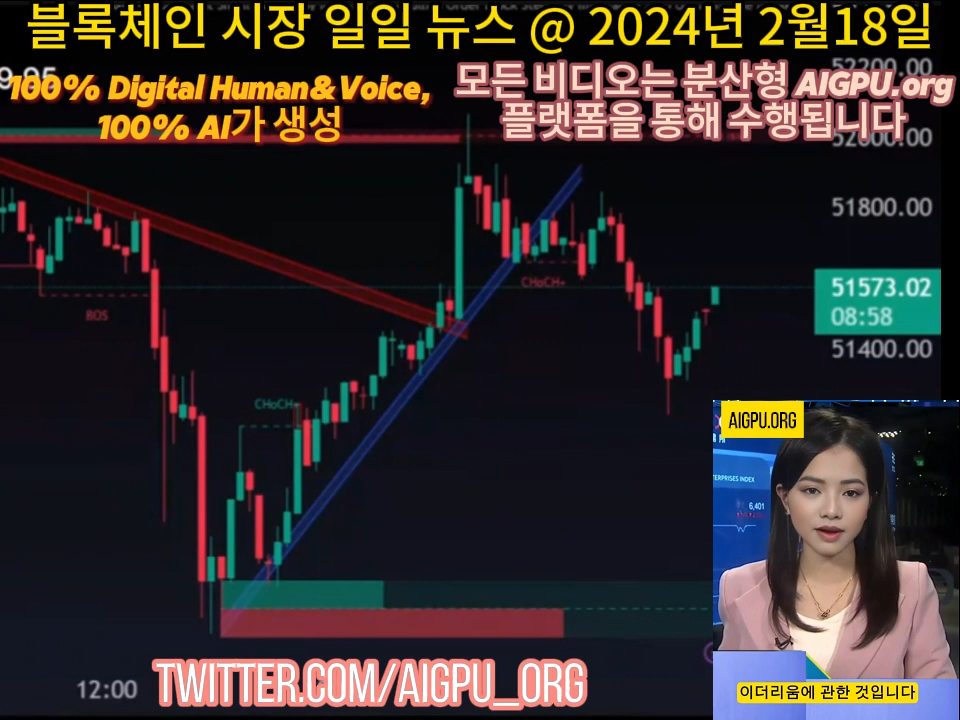 블록체인 시장 일일 뉴스 @ 2024년 2월18일
52200.00
100% Digital Human&Voice,
100% AI가 생성
모든 비디오는 분산형 AIGPU.org
플랫폼을 통해 수행됩니다
52000.00
51800.00
CHoCH+
51573.02
08:58
BOS
51400.00
CHoCH+
AIGPU.ORG
ERPRISES INDEX
6,401
12:00
TWITTER.COM/AIGPU_ORG
이더리움에 관한 것입니다